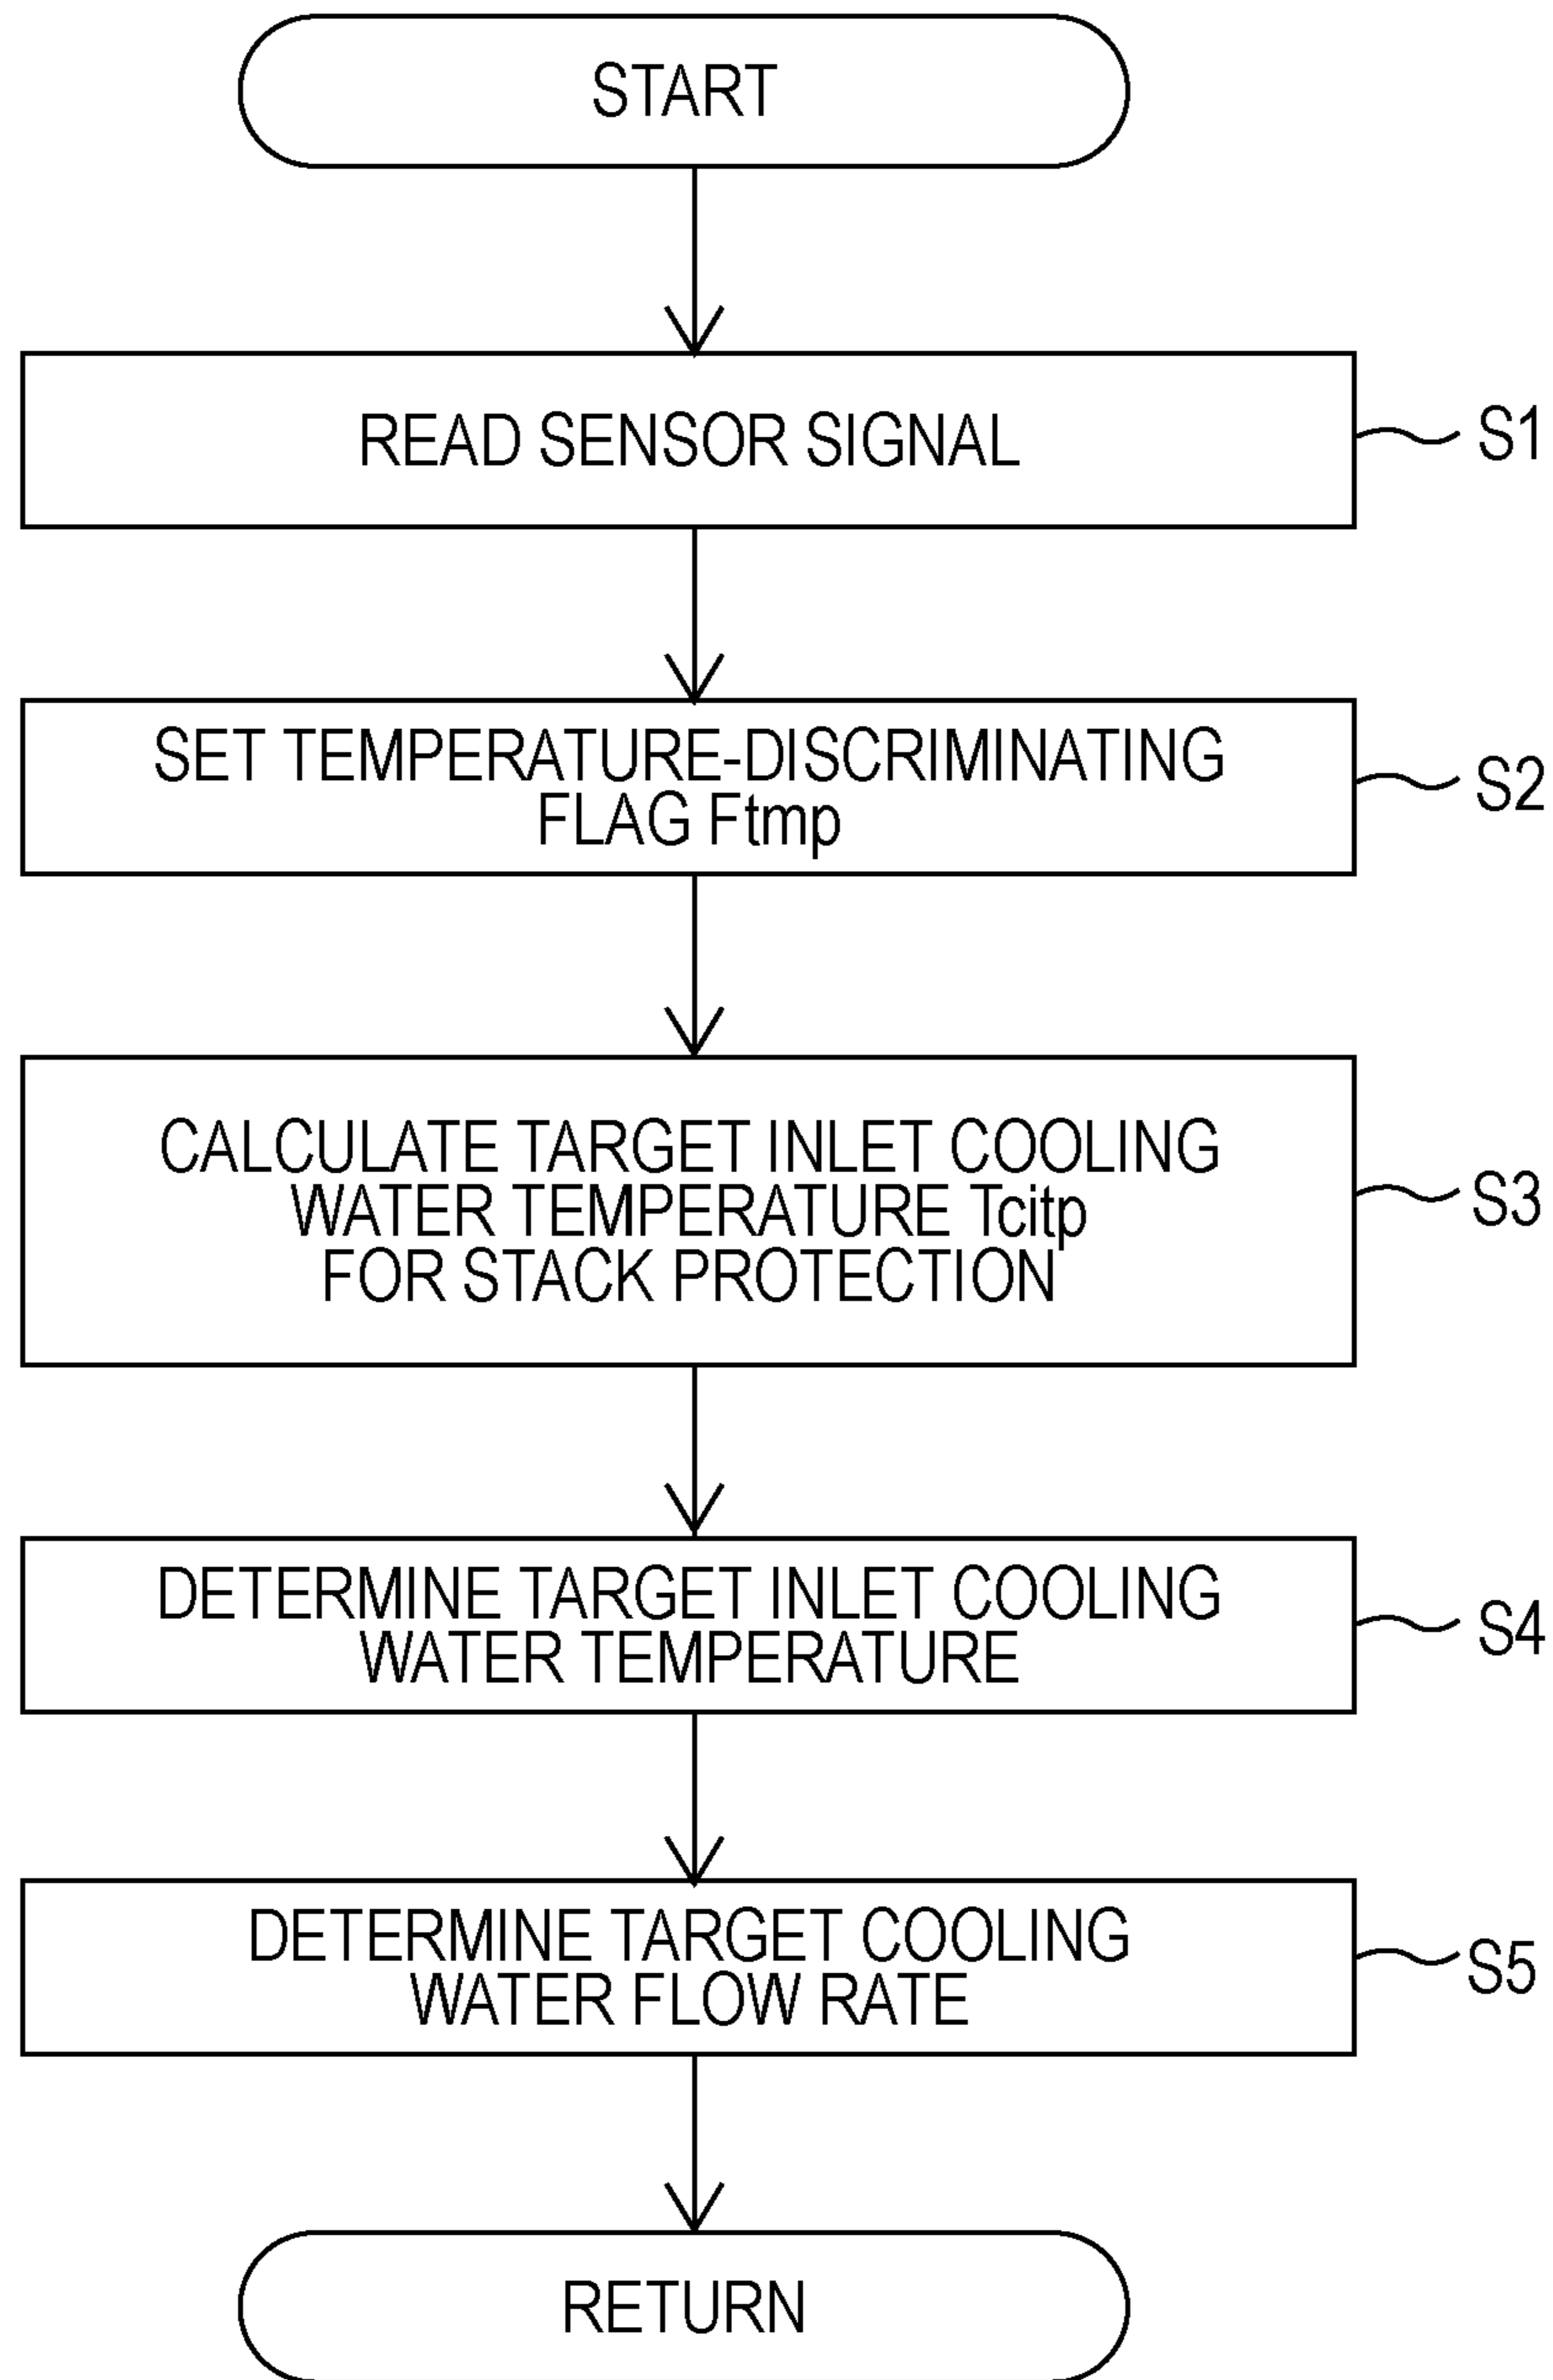 START
READ SENSOR SIGNAL
S1
SET TEMPERATURE-DISCRIMINATING
FLAG Ftmp
S2
CALCULATE TARGET INLET COOLING
WATER TEMPERATURE Tcitp
FOR STACK PROTECTION
S3
DETERMINE TARGET INLET COOLING
WATER TEMPERATURE
S4
DETERMINE TARGET COOLING
WATER FLOW RATE
S5
RETURN